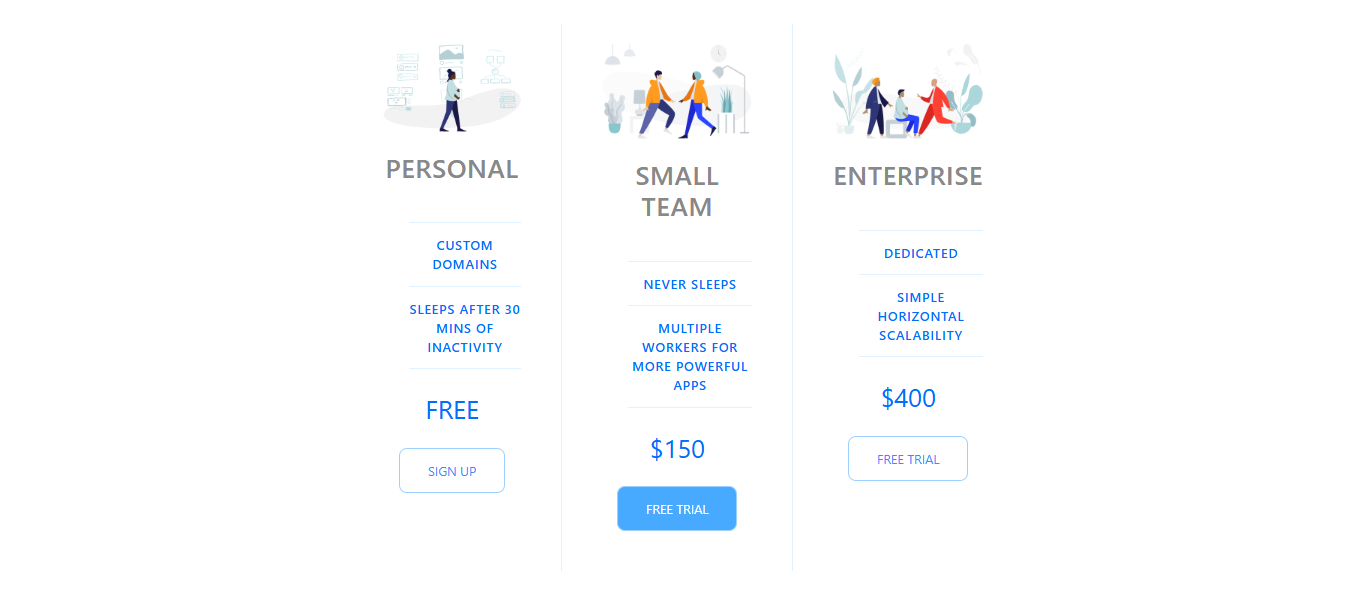 PERSONAL
CUSTOM
DOMAINS
SLEEPS AFTER 30
MINS OF
INACTIVITY
FREE
SIGN UP
SMALL
TEAM
NEVER SLEEPS
MULTIPLE
WORKERS FOR
MORE POWERFUL
APPS
$150
FREE TRIAL
ENTERPRISE
DEDICATED
SIMPLE
HORIZONTAL
SCALABILITY
$400
FREE TRIAL